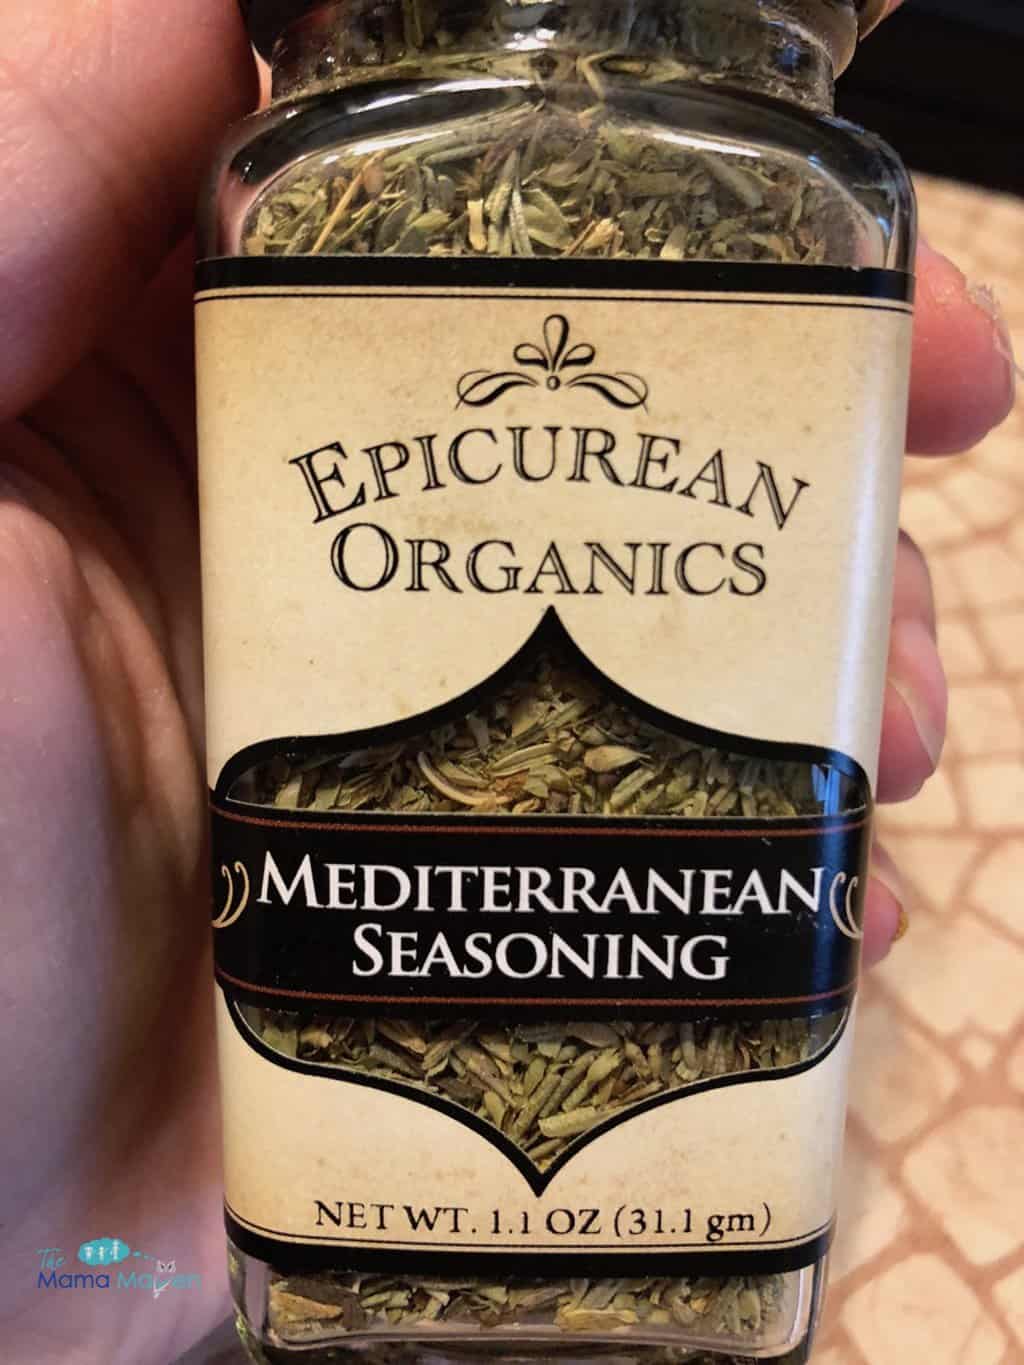 EPICUREAN
ORGANICS
MEDITERRANEAN
SEASONING
NET WT. 1.1 OZ (31.1 gm)
The
Mama Maven